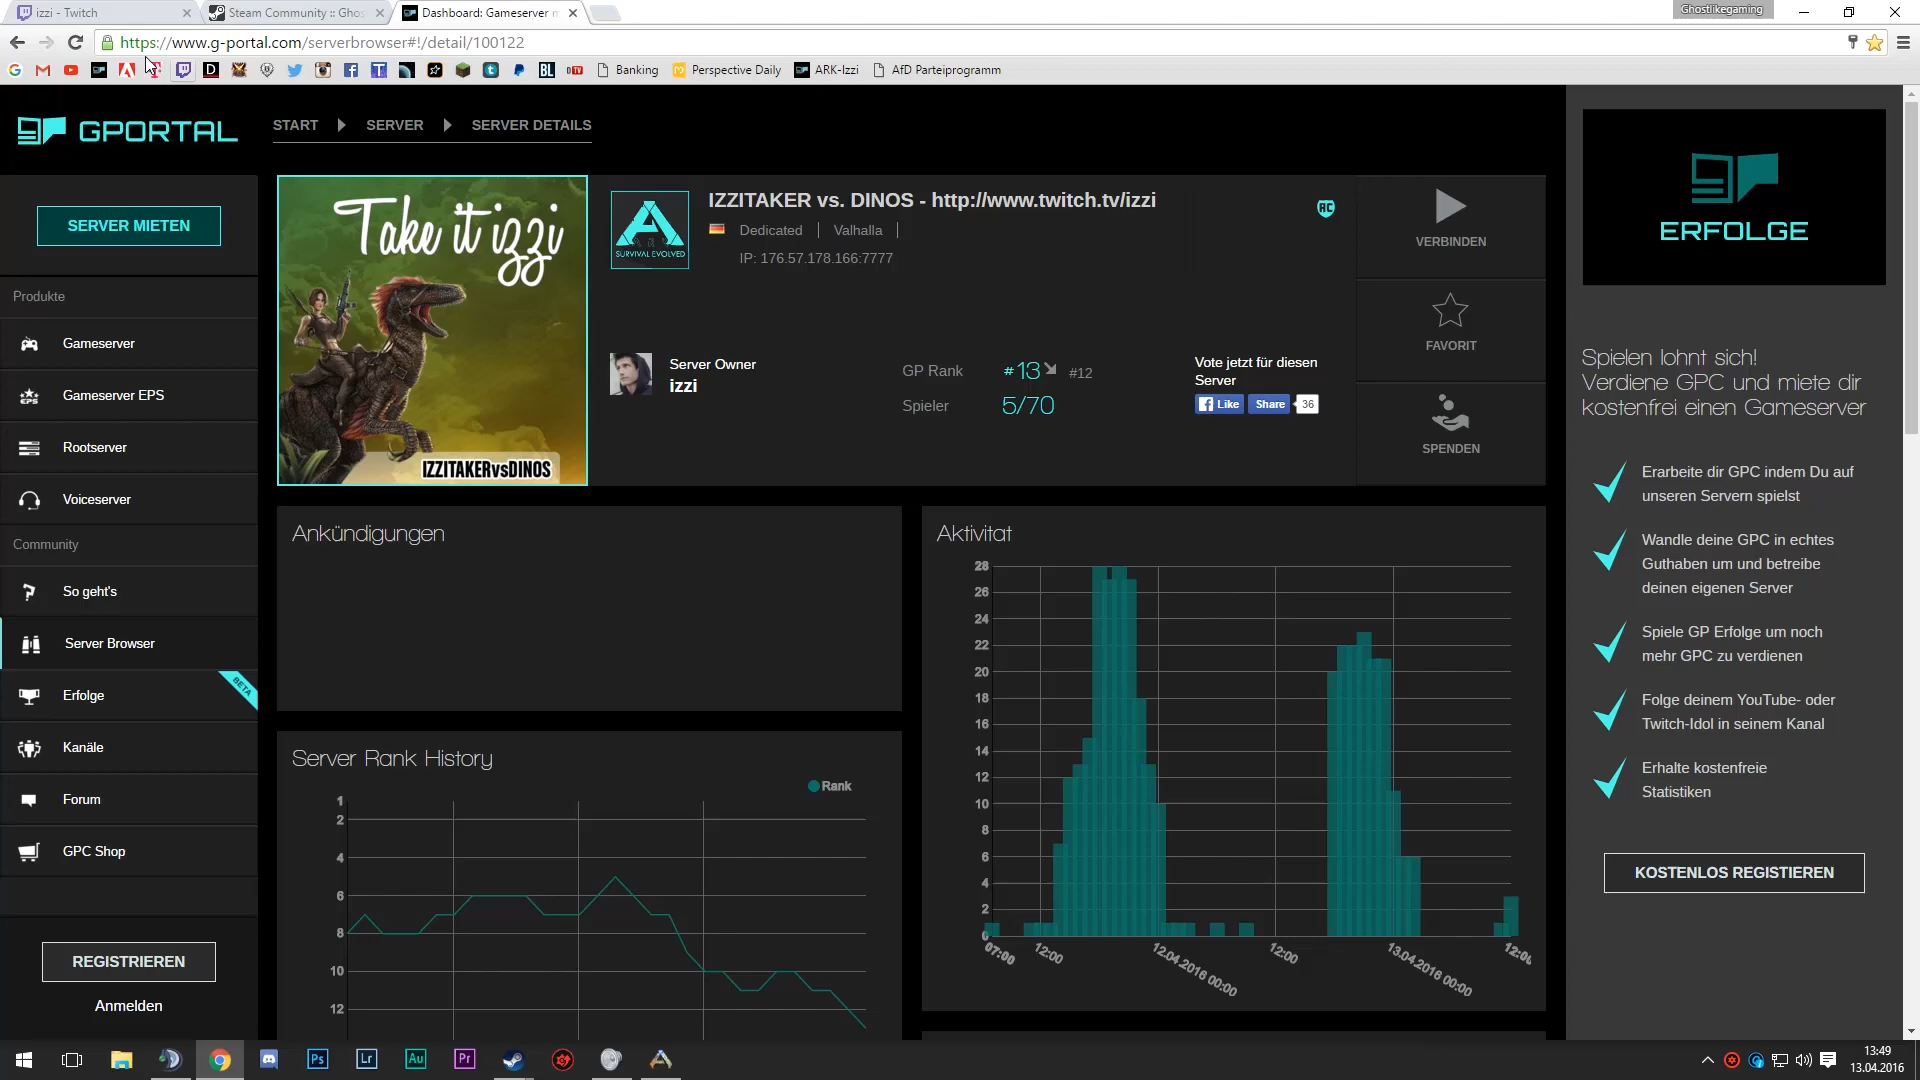 izzi - Twitch
Steam Community :: Ghos
Dashboard: Gameserver m
Ghostlikegaming
https://www.g-portal.com/serverbrowser#!/detail/100122
Banking
Perspective Daily
ARK-Izzi
AfD Parteiprogramm
GPORTAL
START
SERVER
SERVER DETAILS
SERVER MIETEN
Produkte
Gameserver
Gameserver EPS
Rootserver
Voiceserver
Community
So geht's
Server Browser
Erfolge
BETA
Kanäle
Forum
GPC Shop
REGISTRIEREN
Anmelden
Take it izzi
IZZITAKERvsDINOS
SURVIVAL EVOLVED
IZZITAKER vs. DINOS - http://www.twitch.tv/izzi
Dedicated
Valhalla
IP: 176.57.178.166:7777
AC
Server Owner
izzi
GP Rank
#13
#12
Spieler
5/70
Vote jetzt für diesen
Server
Like
Share
36
VERBINDEN
FAVORIT
SPENDEN
Ankündigungen
Server Rank History
Rank
1
2
4
6
8
10
12
Aktivitat
28
26
24
22
20
18
16
14
12
10
8
6
4
2
0
07:00
12:00
12.04.2016 00:00
12:00
13.04.2016 00:00
12:00
ERFOLGE
Spielen lohnt sich!
Verdiene GPC und miete dir
kostenfrei einen Gameserver
Erarbeite dir GPC indem Du auf
unseren Servern spielst
Wandle deine GPC in echtes
Guthaben um und betreibe
deinen eigenen Server
Spiele GP Erfolge um noch
mehr GPC zu verdienen
Folge deinem YouTube- oder
Twitch-Idol in seinem Kanal
Erhalte kostenfreie
Statistiken
KOSTENLOS REGISTRIEREN
Ps
Lr
Au
Pr
13:49
13.04.2016